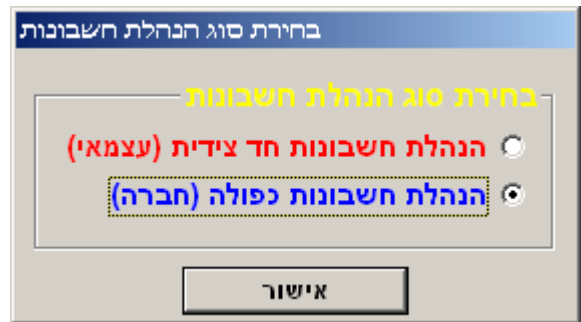 בחירת סוג הנהלת חשבונות
בחירת סוג הנהלת חשבונות
הנהלת חשבונות חד צידית (עצמאי)
הנהלת חשבונות כפולה (חברה)
אישור